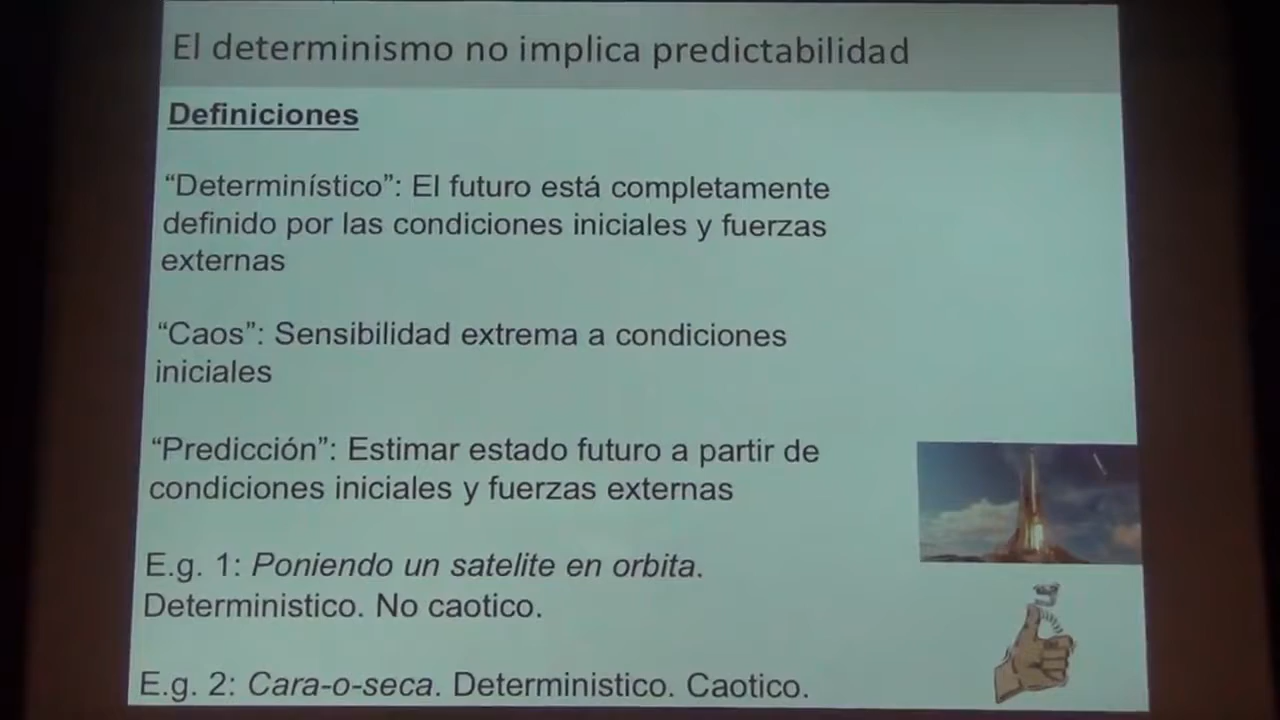 El determinismo no implica predictabilidad
Definiciones
“Determinístico”: El futuro está completamente
definido por las condiciones iniciales y fuerzas
externas
“Caos”: Sensibilidad extrema a condiciones
iniciales
“Predicción”: Estimar estado futuro a partir de
condiciones iniciales y fuerzas externas
E.g. 1: Poniendo un satelite en orbita.
Deterministico. No caotico.
E.g. 2: Cara-o-seca. Deterministico. Caotico.